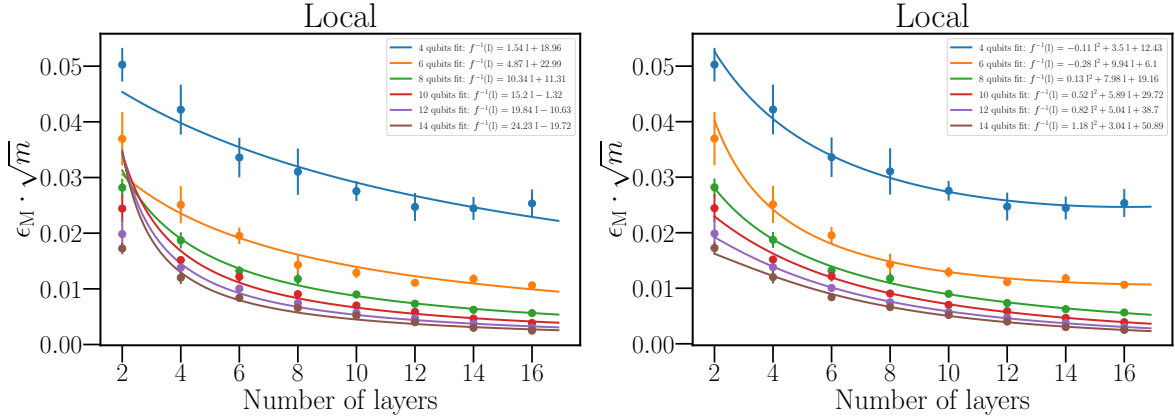 Local
ϵ_M · √m
0.05
0.04
0.03
0.02
0.01
0.00
4 qubits fit: f⁻¹(l) = 1.54 l + 18.96
6 qubits fit: f⁻¹(l) = 4.87 l + 22.99
8 qubits fit: f⁻¹(l) = 10.34 l + 11.31
10 qubits fit: f⁻¹(l) = 15.2 l − 1.32
12 qubits fit: f⁻¹(l) = 19.84 l − 10.63
14 qubits fit: f⁻¹(l) = 24.23 l − 19.72
2 4 6 8 10 12 14 16
Number of layers
Local
ϵ_M · √m
0.05
0.04
0.03
0.02
0.01
0.00
4 qubits fit: f⁻¹(l) = −0.11 l² + 3.5 l + 12.43
6 qubits fit: f⁻¹(l) = −0.28 l² + 9.94 l + 6.1
8 qubits fit: f⁻¹(l) = 0.13 l² + 7.98 l + 19.16
10 qubits fit: f⁻¹(l) = 0.52 l² + 5.89 l + 29.72
12 qubits fit: f⁻¹(l) = 0.82 l² + 5.04 l + 38.7
14 qubits fit: f⁻¹(l) = 1.18 l² + 3.04 l + 50.89
2 4 6 8 10 12 14 16
Number of layers